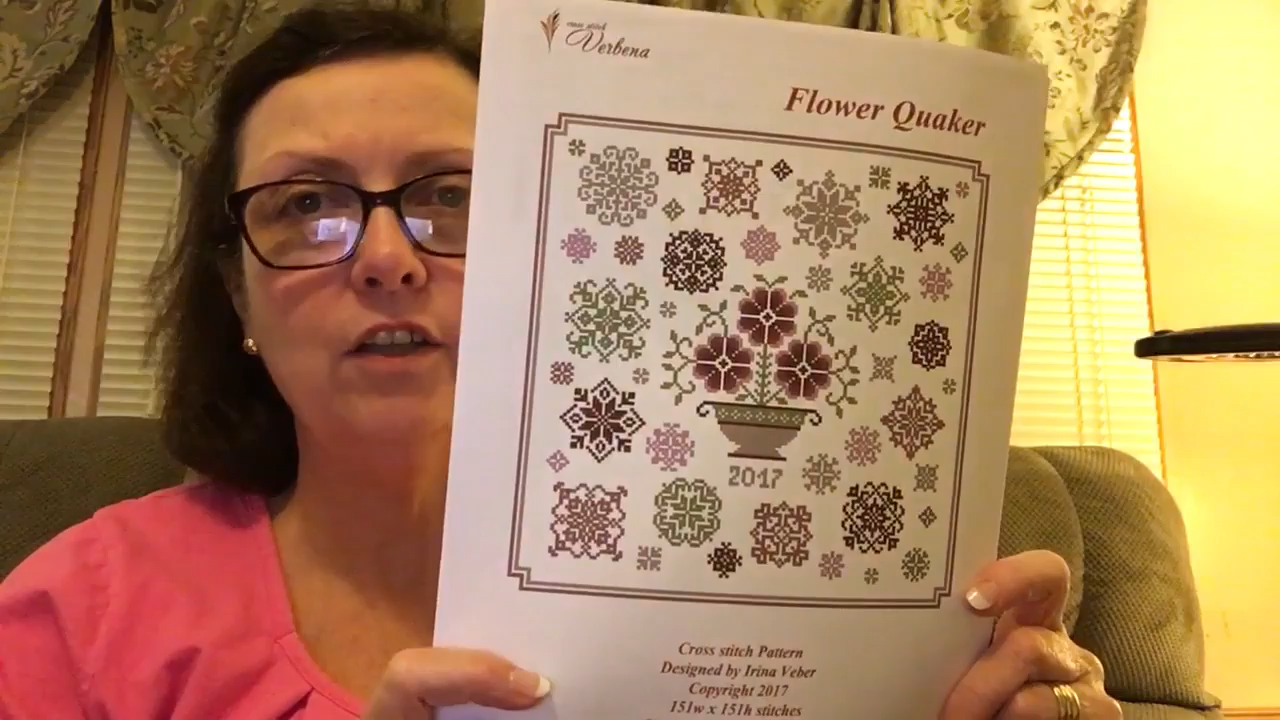 cross stitch
Verbena
Flower Quaker
2017
Cross stitch Pattern
Designed by Irina Veber
Copyright 2017
151w x 151h stitches